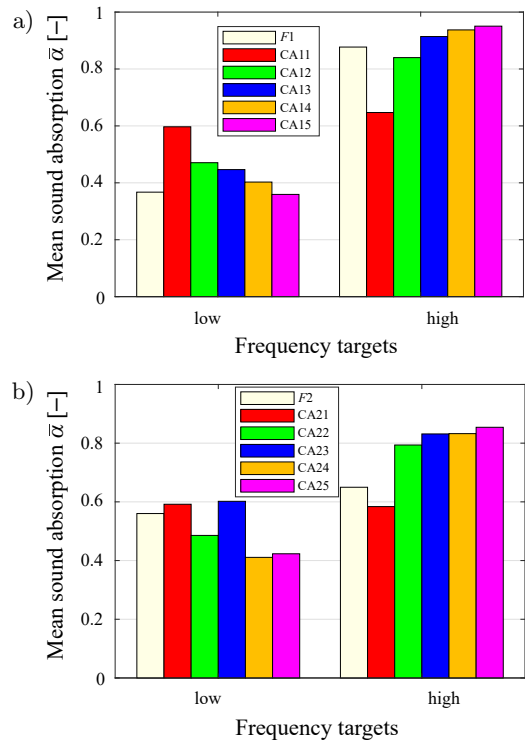 a)
Mean sound absorption ᾱ [−]
1
0.8
0.6
0.4
0.2
0
F1
CA11
CA12
CA13
CA14
CA15
low
high
Frequency targets
b)
Mean sound absorption ᾱ [−]
1
0.8
0.6
0.4
0.2
0
F2
CA21
CA22
CA23
CA24
CA25
low
high
Frequency targets